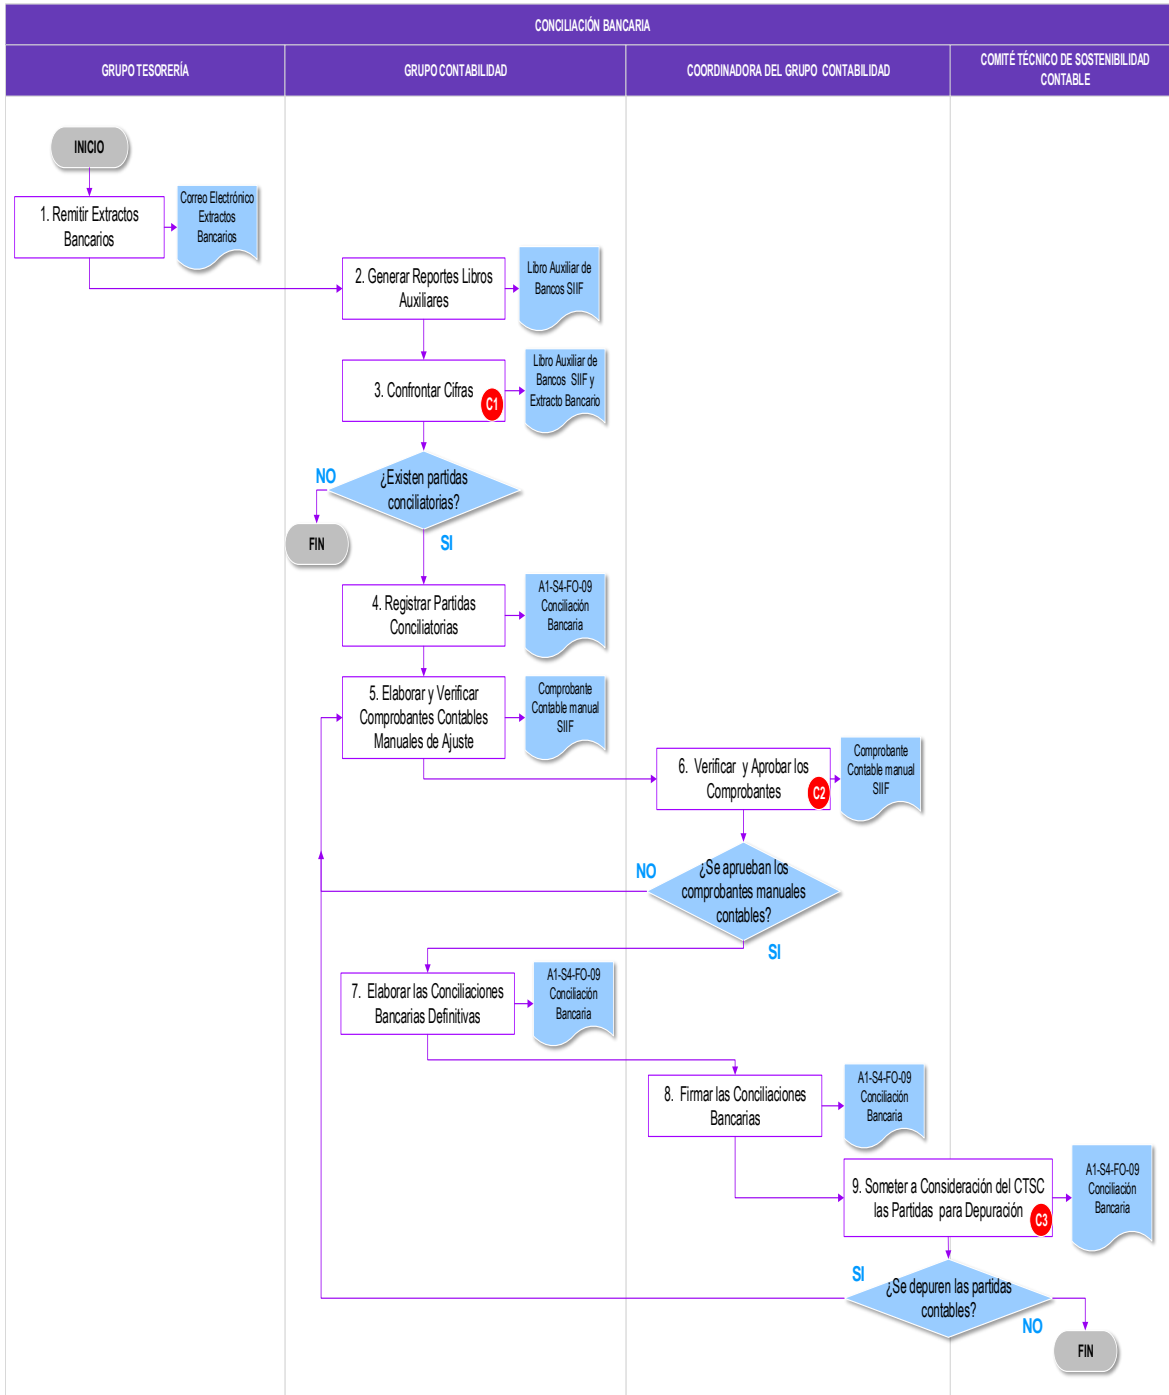 CONCILIACIÓN BANCARIA
GRUPO TESORERÍA
GRUPO CONTABILIDAD
COORDINADORA DEL GRUPO CONTABILIDAD
COMITÉ TÉCNICO DE SOSTENIBILIDAD
CONTABLE
INICIO
1. Remitir Extractos
Bancarios
Correo Electrónico
Extractos
Bancarios
2. Generar Reportes Libros
Auxiliares
Libro Auxiliar de
Bancos SIIF
3. Confrontar Cifras
C1
Libro Auxiliar de
Bancos SIIF y
Extracto Bancario
¿Existen partidas
conciliatorias?
NO
FIN
SI
4. Registrar Partidas
Conciliatorias
A1-S4-FO-09
Conciliación
Bancaria
5. Elaborar y Verificar
Comprobantes Contables
Manuales de Ajuste
Comprobante
Contable manual
SIIF
6. Verificar y Aprobar los
Comprobantes
C2
Comprobante
Contable manual
SIIF
¿Se aprueban los
comprobantes manuales
contables?
NO
SI
7. Elaborar las Conciliaciones
Bancarias Definitivas
A1-S4-FO-09
Conciliación
Bancaria
8. Firmar las Conciliaciones
Bancarias
A1-S4-FO-09
Conciliación
Bancaria
9. Someter a Consideración del CTSC
las Partidas para Depuración
C3
A1-S4-FO-09
Conciliación
Bancaria
¿Se depuren las partidas
contables?
SI
NO
FIN